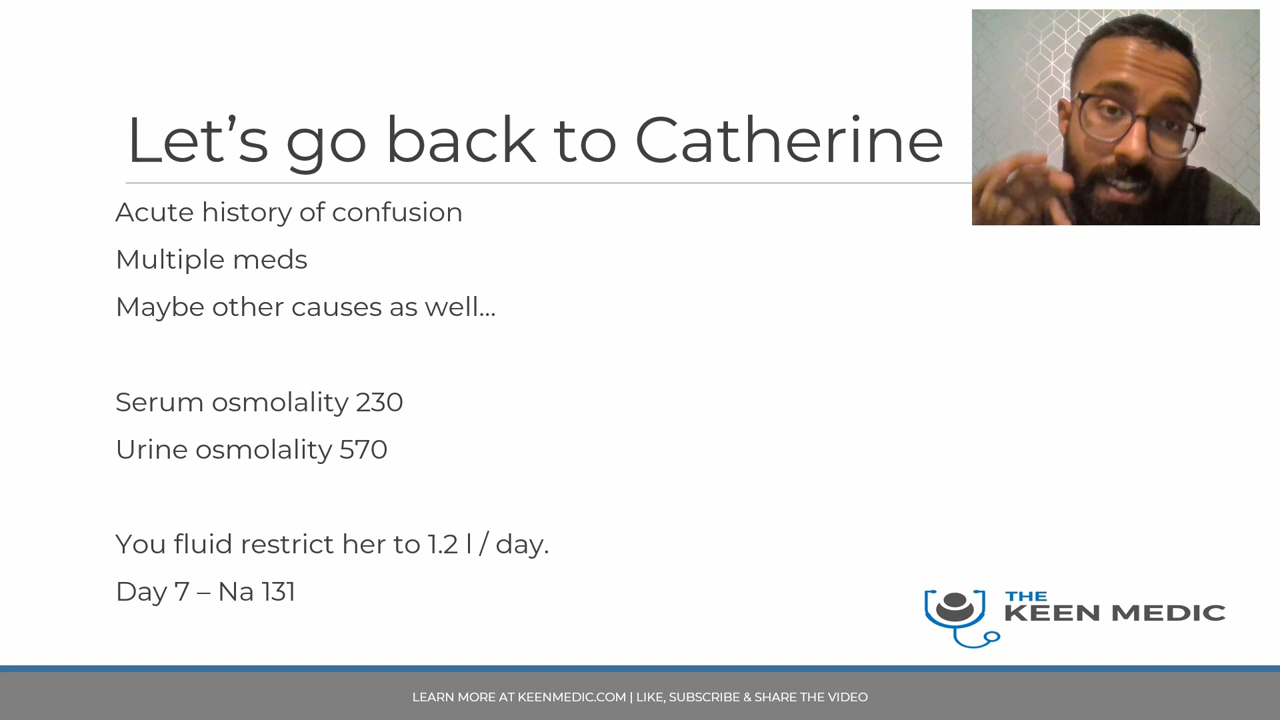 Let’s go back to Catherine
Acute history of confusion
Multiple meds
Maybe other causes as well…
Serum osmolality 230
Urine osmolality 570
You fluid restrict her to 1.2 l / day.
Day 7 – Na 131
THE
KEEN MEDIC
LEARN MORE AT KEENMEDIC.COM | LIKE, SUBSCRIBE & SHARE THE VIDEO